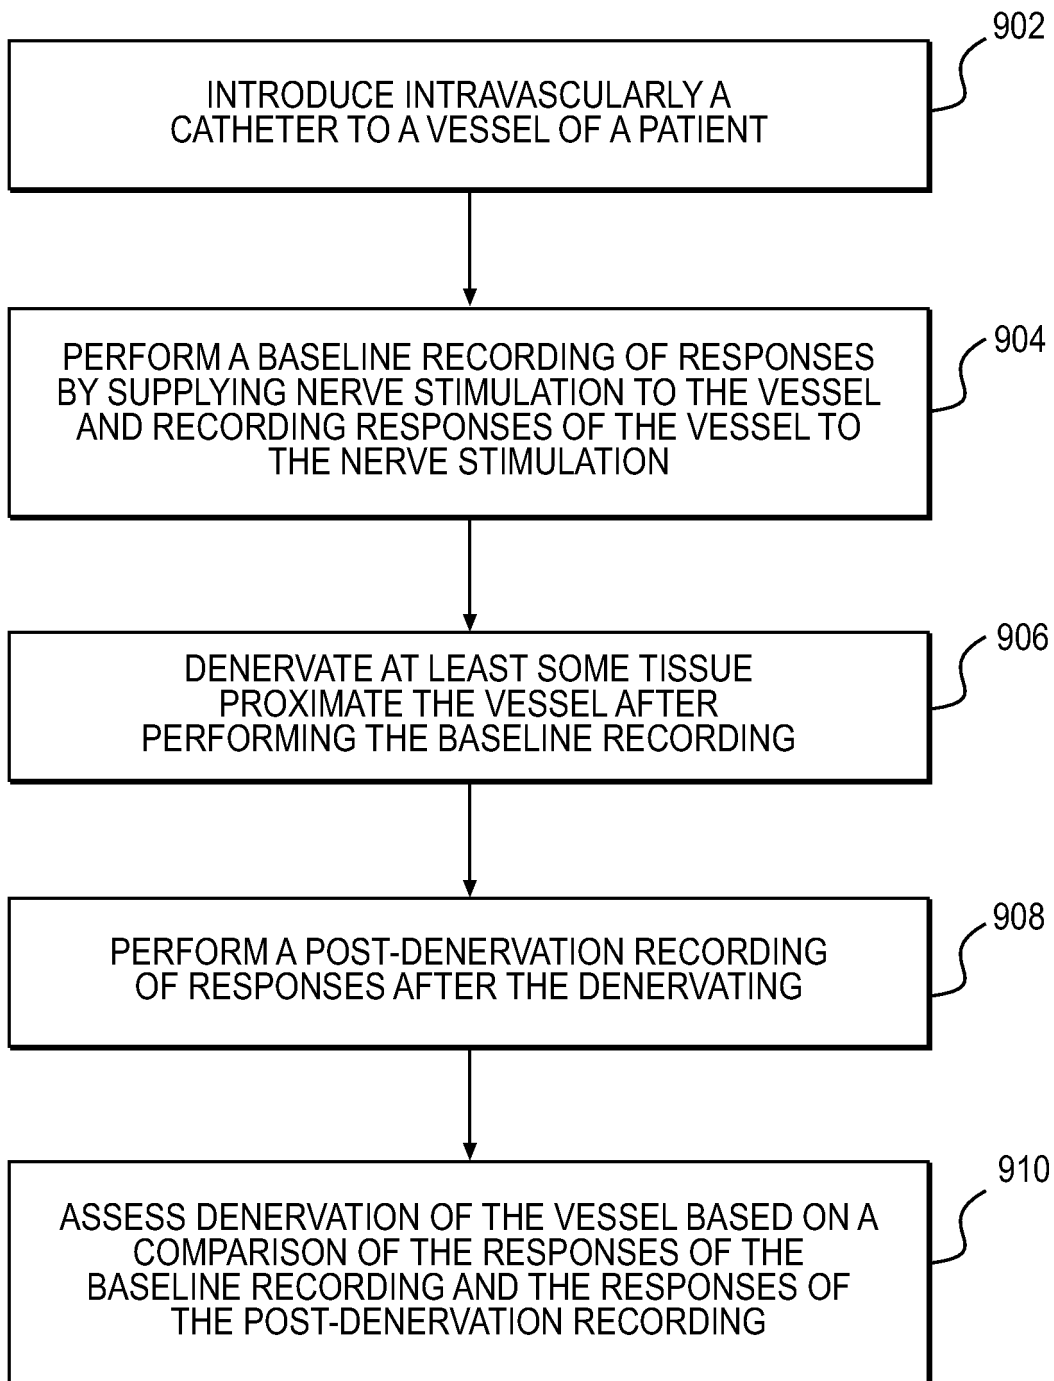 902
INTRODUCE INTRAVASCULARLY A
CATHETER TO A VESSEL OF A PATIENT
904
PERFORM A BASELINE RECORDING OF RESPONSES
BY SUPPLYING NERVE STIMULATION TO THE VESSEL
AND RECORDING RESPONSES OF THE VESSEL TO
THE NERVE STIMULATION
906
DENERVATE AT LEAST SOME TISSUE
PROXIMATE THE VESSEL AFTER
PERFORMING THE BASELINE RECORDING
908
PERFORM A POST-DENERVATION RECORDING
OF RESPONSES AFTER THE DENERVATING
910
ASSESS DENERVATION OF THE VESSEL BASED ON A
COMPARISON OF THE RESPONSES OF THE
BASELINE RECORDING AND THE RESPONSES OF
THE POST-DENERVATION RECORDING